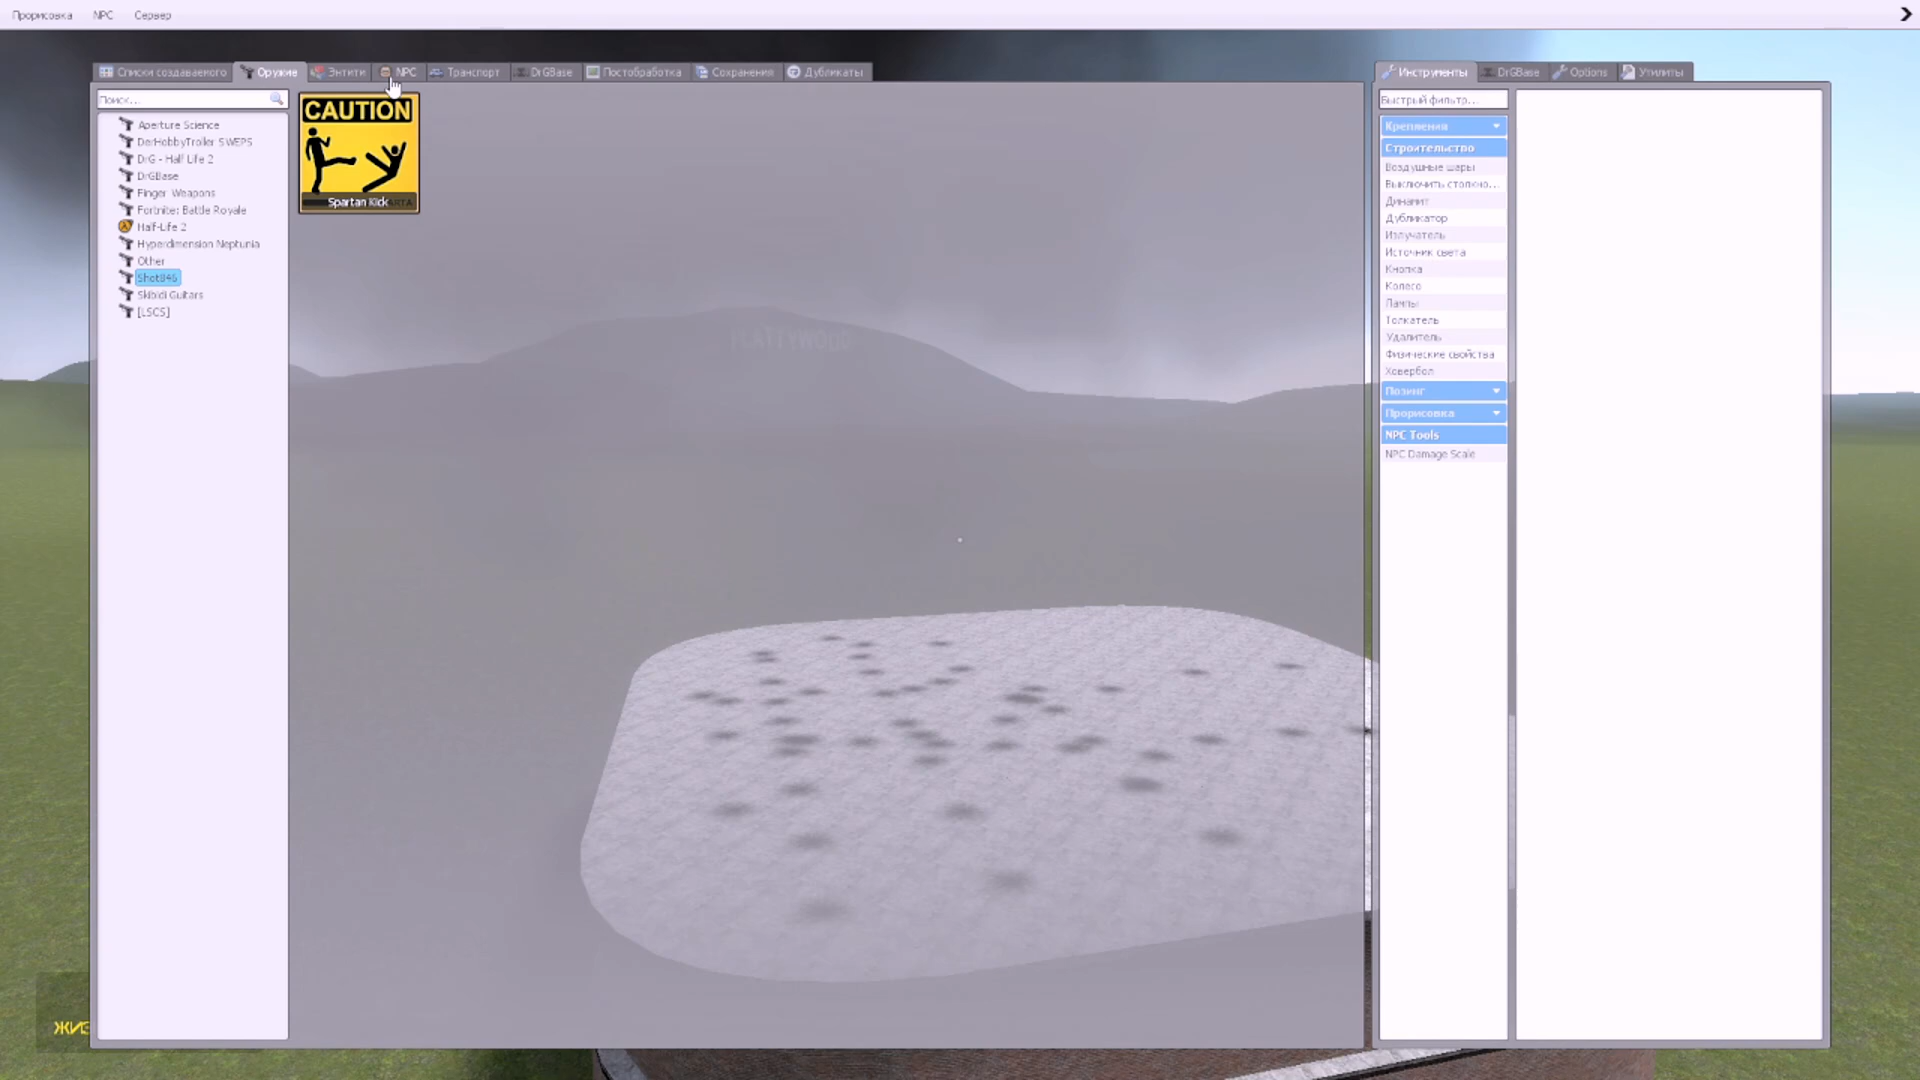 Прорисовка NPC Сервер
Списки создаваемого Оружие Энтити NPC Транспорт DrGBase Постобработка Сохранения Дубликаты
Поиск...
Aperture Science
DerHobbyTroller SWEPS
DrG - Half Life 2
DrGBase
Finger Weapons
Fortnite: Battle Royale
Half-Life 2
Hyperdimension Neptunia
Other
Shot846
Skibidi Guitars
[LSCS]
CAUTION
Spartan Kick
PLATTYWOOD
Инструменты DrGBase Options Утилиты
Быстрый фильтр...
Крепления
Строительство
Воздушные шары
Выключить столкно...
Динамит
Дубликатор
Излучатель
Источник света
Кнопка
Колесо
Лампы
Толкатель
Удалитель
Физические свойства
Ховербол
Позинг
Прорисовка
NPC Tools
NPC Damage Scale